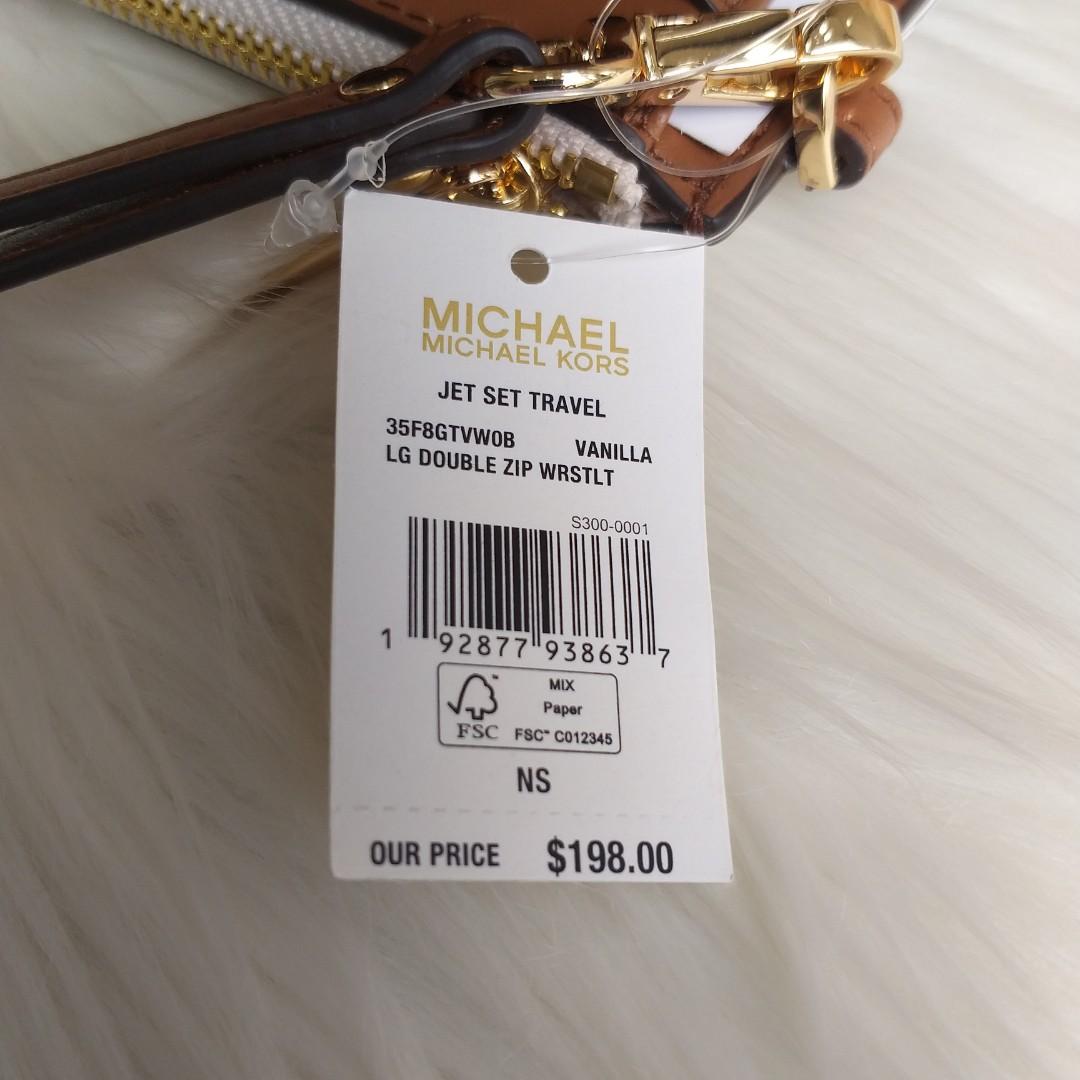 MICHAEL
MICHAEL KORS
JET SET TRAVEL
35F8GTVW0B VANILLA
LG DOUBLE ZIP WRSTLT
S300-0001
1 92877 93863 7
FSC
MIX
Paper
FSC™ C012345
NS
OUR PRICE $198.00